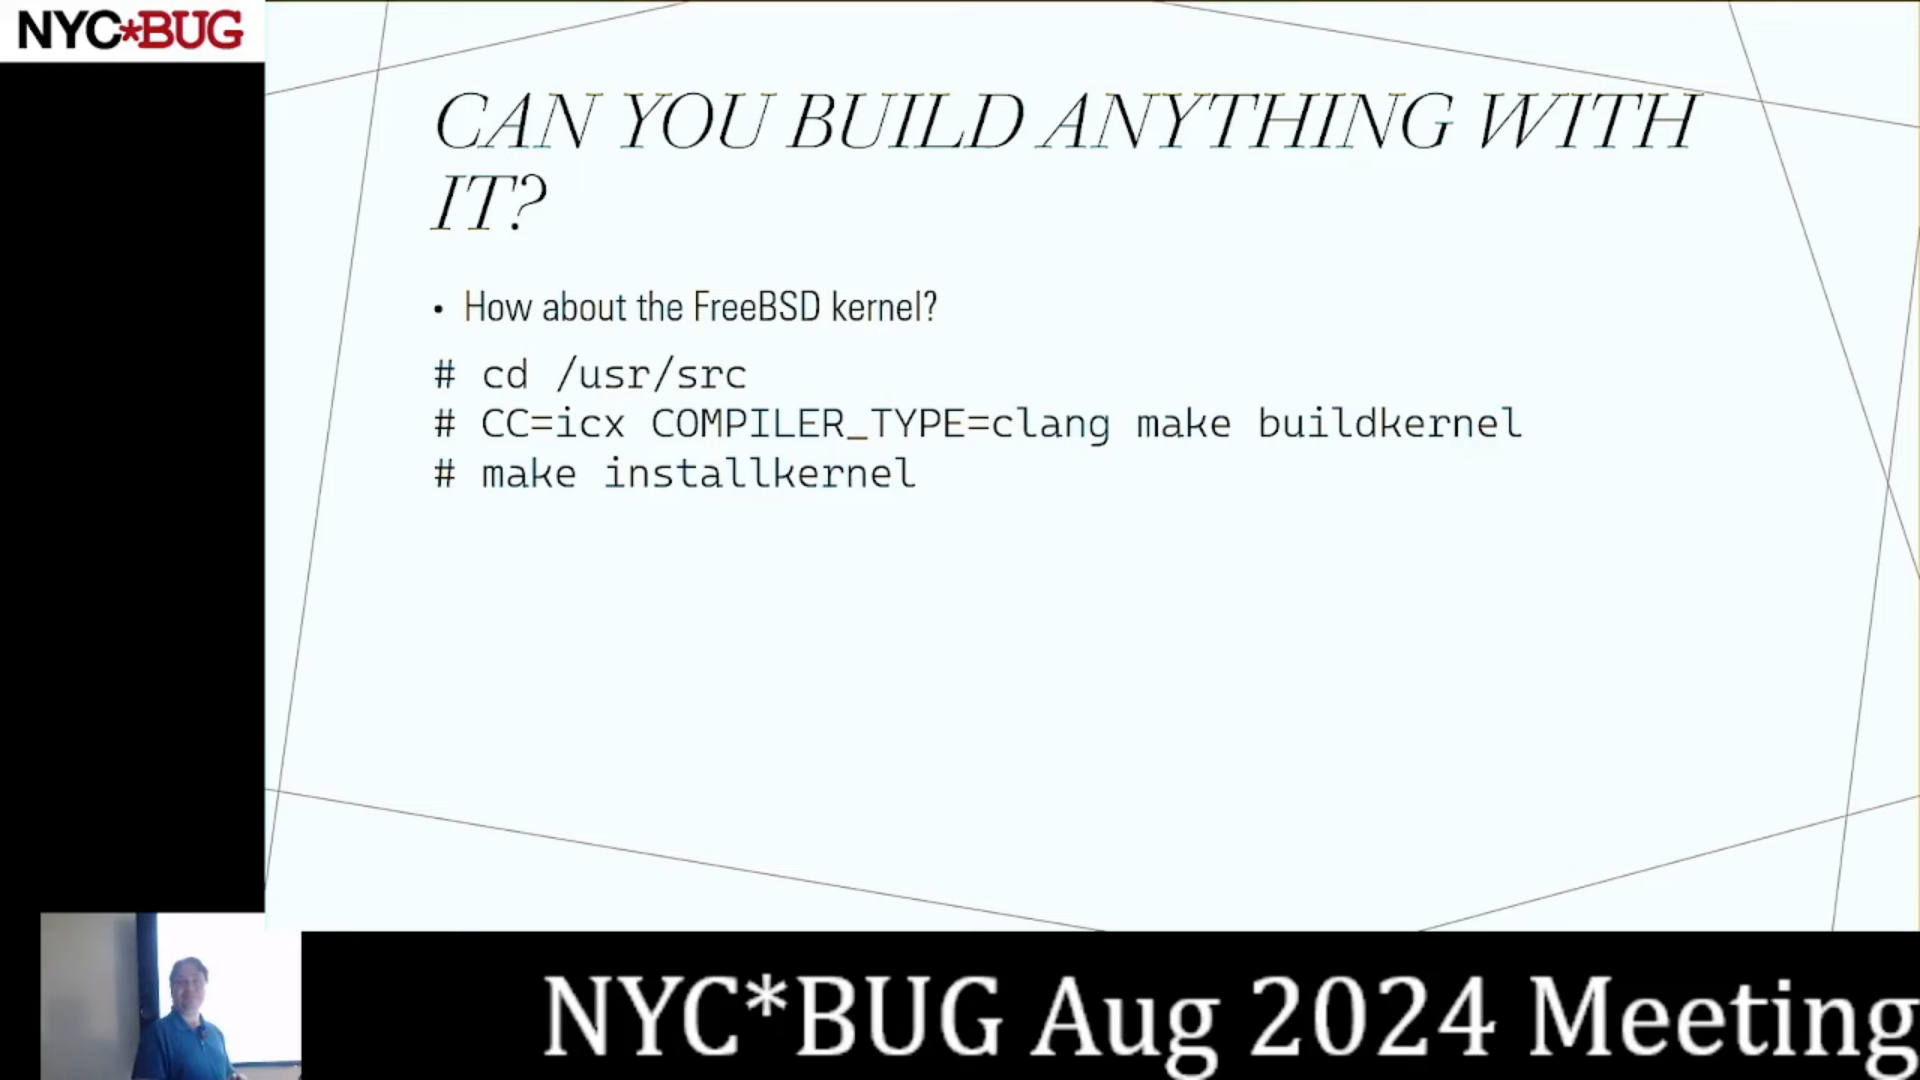 NYC*BUG
CAN YOU BUILD ANYTHING WITH
IT?
• How about the FreeBSD kernel?
# cd /usr/src
# CC=icx COMPILER_TYPE=clang make buildkernel
# make installkernel
NYC*BUG Aug 2024 Meeting